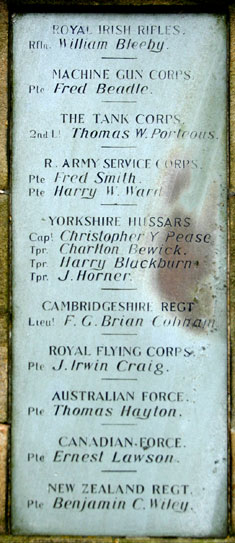 ROYAL IRISH RIFLES.
Rfln. William Bleeby.
MACHINE GUN CORPS.
Pte Fred Beadle.
THE TANK CORPS.
2nd Lt Thomas W. Porteous.
R. ARMY SERVICE CORPS.
Pte Fred Smith.
Pte Harry W. Ward
YORKSHIRE HUSSARS
Capt Christopher Y Pease
Tpr. Charlton Bewick.
Tpr. Harry Blackburn
Tpr. J. Horner.
CAMBRIDGESHIRE REGT
Lieut F. G. Brian
ROYAL FLYING CORPS.
Pte J. Irwin Craig.
AUSTRALIAN FORCE.
Pte Thomas Hayton.
CANADIAN FORCE.
Pte Ernest Lawson.
NEW ZEALAND REGT.
Pte Benjamin C. Wiley.